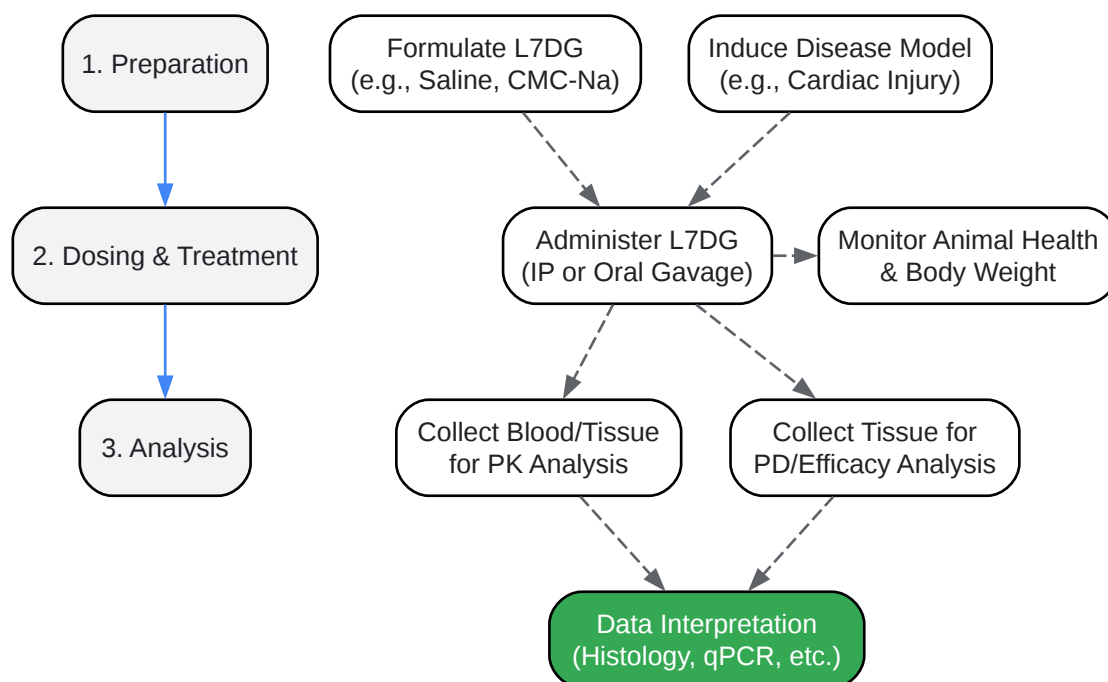 1. Preparation
Formulate L7DG
(e.g., Saline, CMC-Na)
Induce Disease Model
(e.g., Cardiac Injury)
2. Dosing & Treatment
Administer L7DG
(IP or Oral Gavage)
Monitor Animal Health
& Body Weight
3. Analysis
Collect Blood/Tissue
for PK Analysis
Collect Tissue for
PD/Efficacy Analysis
Data Interpretation
(Histology, qPCR, etc.)